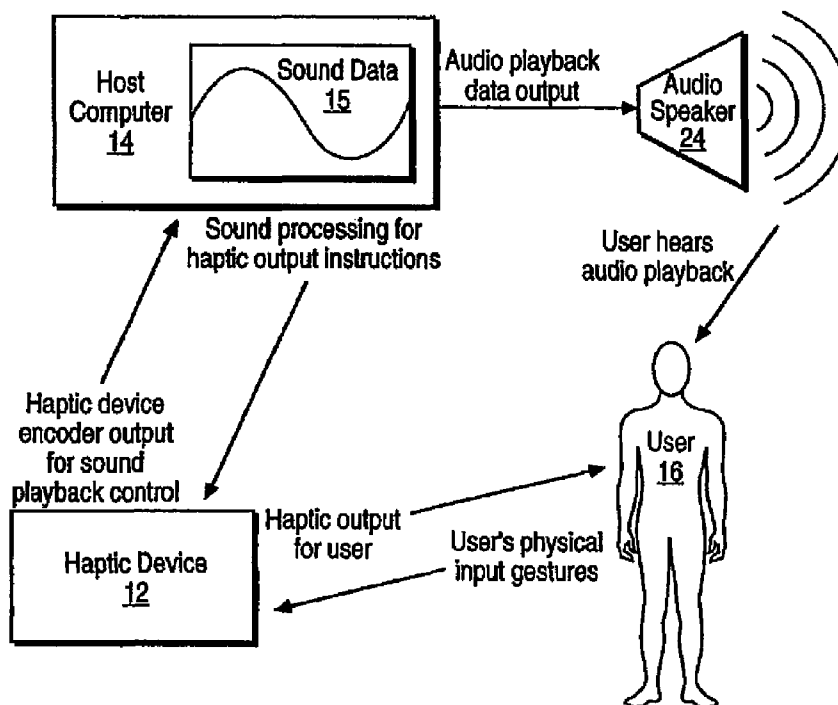 Host
Computer
14
Sound Data
15
Audio playback
data output
Audio
Speaker
24
Sound processing for
haptic output instructions
User hears
audio playback
Haptic device
encoder output
for sound
playback control
User
16
Haptic output
for user
User's physical
input gestures
Haptic Device
12